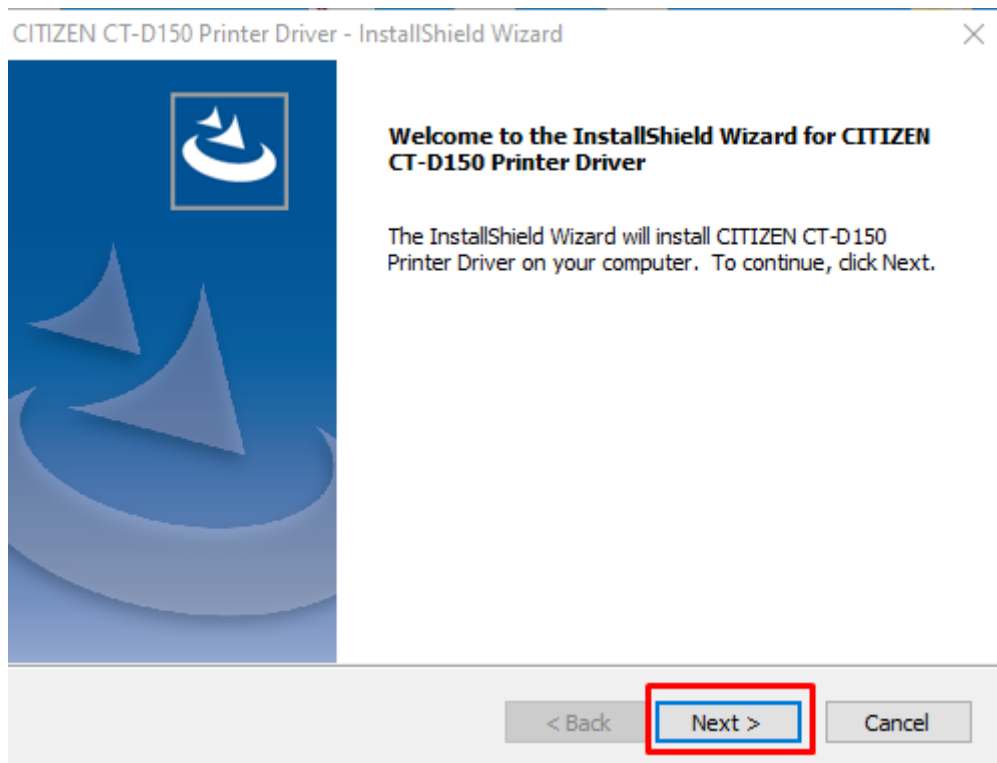 CITIZEN CT-D150 Printer Driver - InstallShield Wizard
Welcome to the InstallShield Wizard for CITIZEN
CT-D150 Printer Driver
The InstallShield Wizard will install CITIZEN CT-D150
Printer Driver on your computer.  To continue, click Next.
< Back
Next >
Cancel